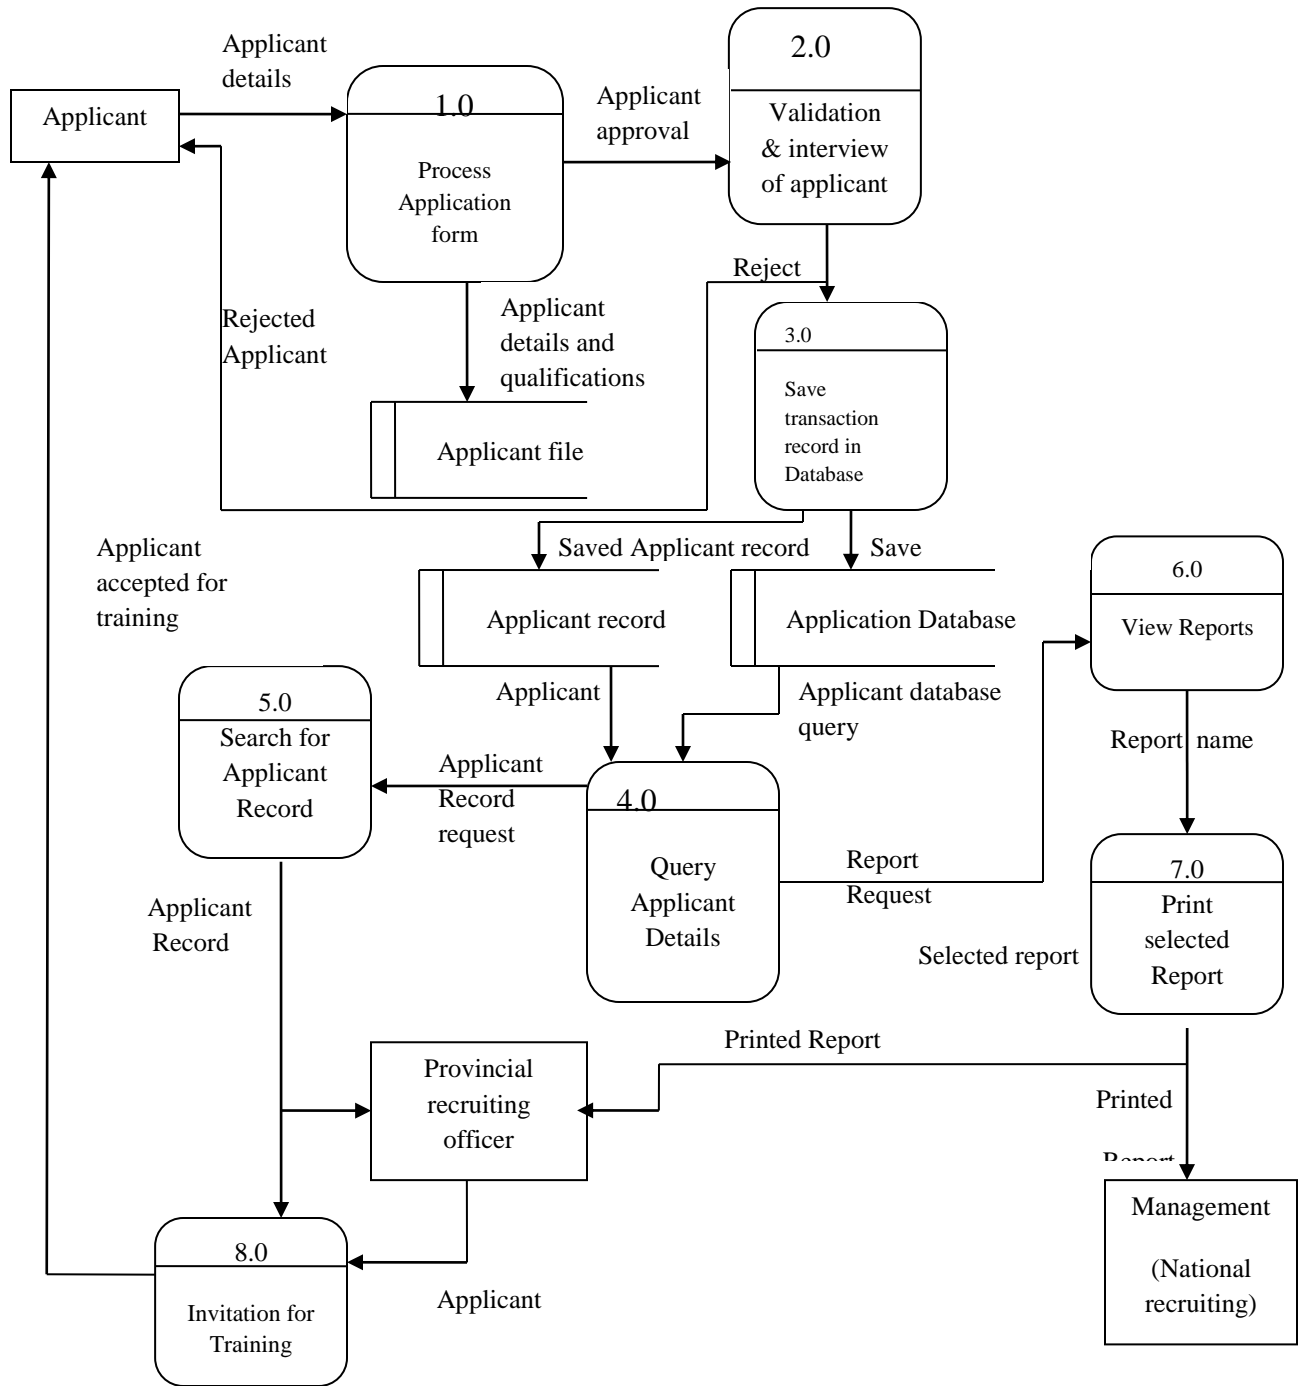 Applicant
details
Applicant
1.0
Process
Application
form
Applicant
approval
2.0
Validation
& interview
of applicant
Reject
Rejected
Applicant
Applicant
details and
qualifications
3.0
Save
transaction
record in
Database
Applicant file
Applicant
accepted for
training
Saved Applicant record
Save
Applicant record
Application Database
6.0
View Reports
Applicant
Applicant database
query
5.0
Search for
Applicant
Record
Applicant
Record
request
4.0
Query
Applicant
Details
Report
Request
Report name
7.0
Print
selected
Report
Selected report
Applicant
Record
Provincial
recruiting
officer
Printed Report
Printed
Report
Management
(National
recruiting)
8.0
Invitation for
Training
Applicant